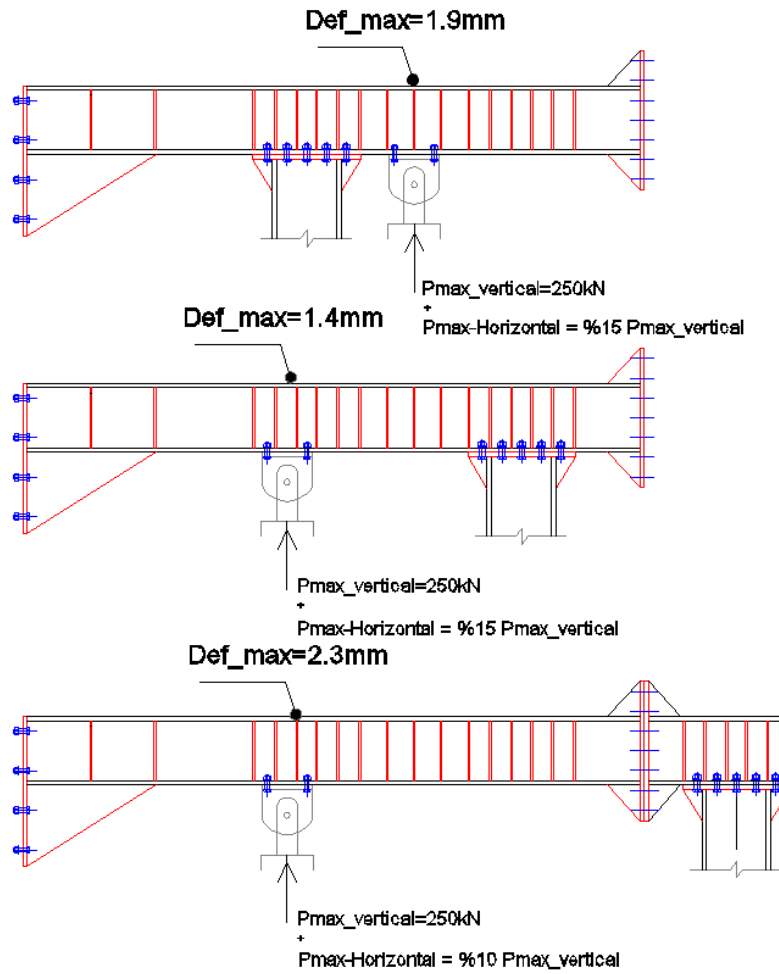 Def_max=1.9mm
Pmax_vertical=250kN
+
Pmax-Horizontal = %15 Pmax_vertical
Def_max=1.4mm
Pmax_vertical=250kN
+
Pmax-Horizontal = %15 Pmax_vertical
Def_max=2.3mm
Pmax_vertical=250kN
+
Pmax-Horizontal = %10 Pmax_vertical